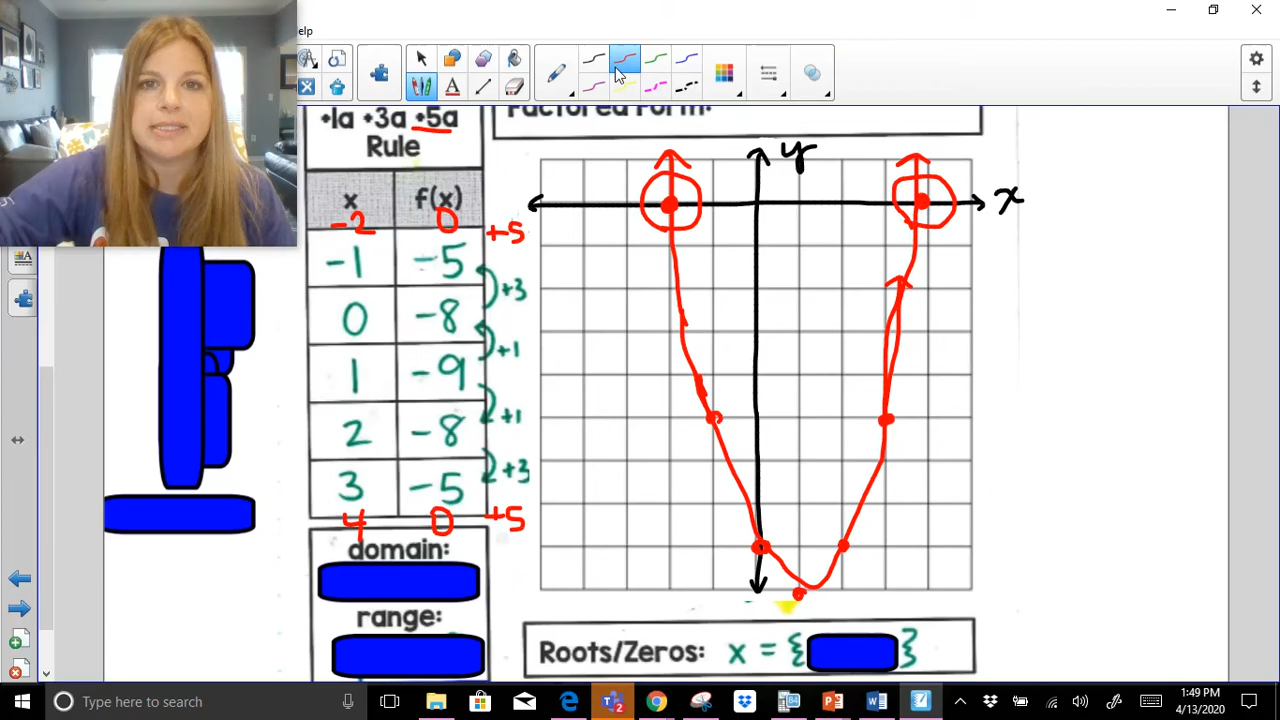 elp
+1a +3a +5a
Rule
Factored Form:
y
x
x f(x)
-2 0
+5
-1 -5
+3
0 -8
+1
1 -9
+1
2 -8
+3
3 -5
4 0 +5
domain:
range:
Roots/Zeros: x = { }
Type here to search
1:49 PM
4/13/2020